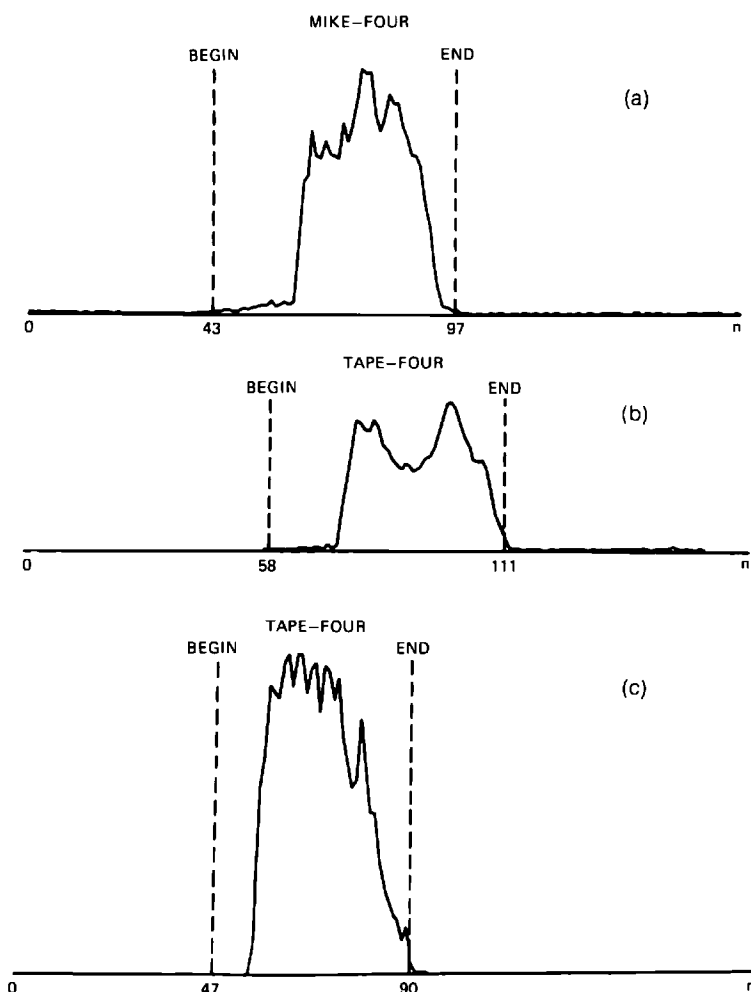 MIKE–FOUR
BEGIN END
(a)
0 43 97 n
TAPE–FOUR
BEGIN END
(b)
0 58 111 n
TAPE–FOUR
BEGIN END
(c)
0 47 90 n